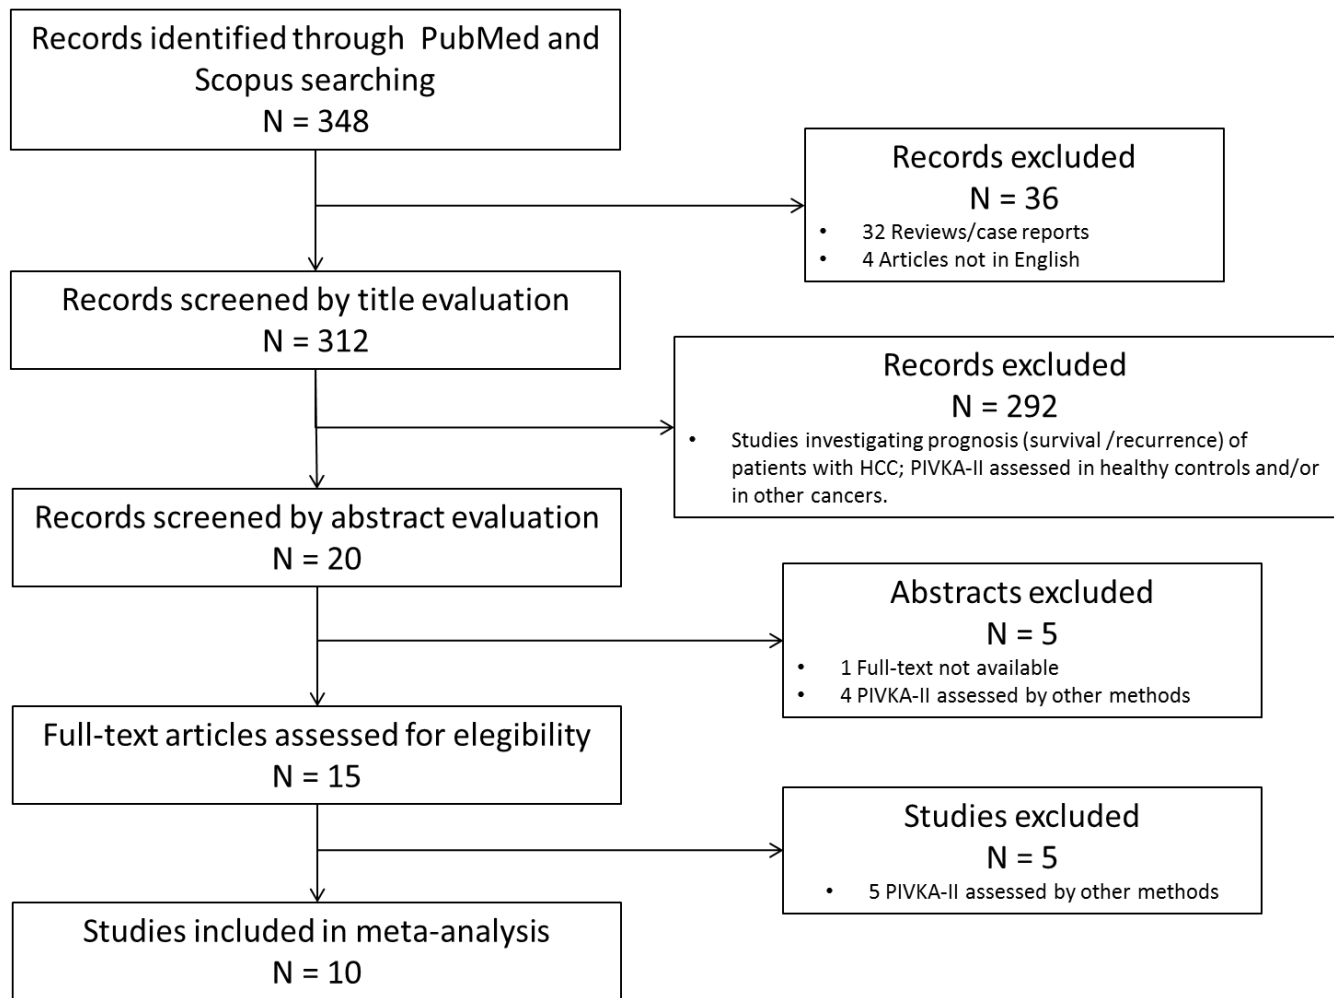 Records identified through PubMed and
Scopus searching
N = 348
Records excluded
N = 36
• 32 Reviews/case reports
• 4 Articles not in English
Records screened by title evaluation
N = 312
Records excluded
N = 292
• Studies investigating prognosis (survival /recurrence) of
patients with HCC; PIVKA-II assessed in healthy controls and/or
in other cancers.
Records screened by abstract evaluation
N = 20
Abstracts excluded
N = 5
• 1 Full-text not available
• 4 PIVKA-II assessed by other methods
Full-text articles assessed for elegibility
N = 15
Studies excluded
N = 5
• 5 PIVKA-II assessed by other methods
Studies included in meta-analysis
N = 10